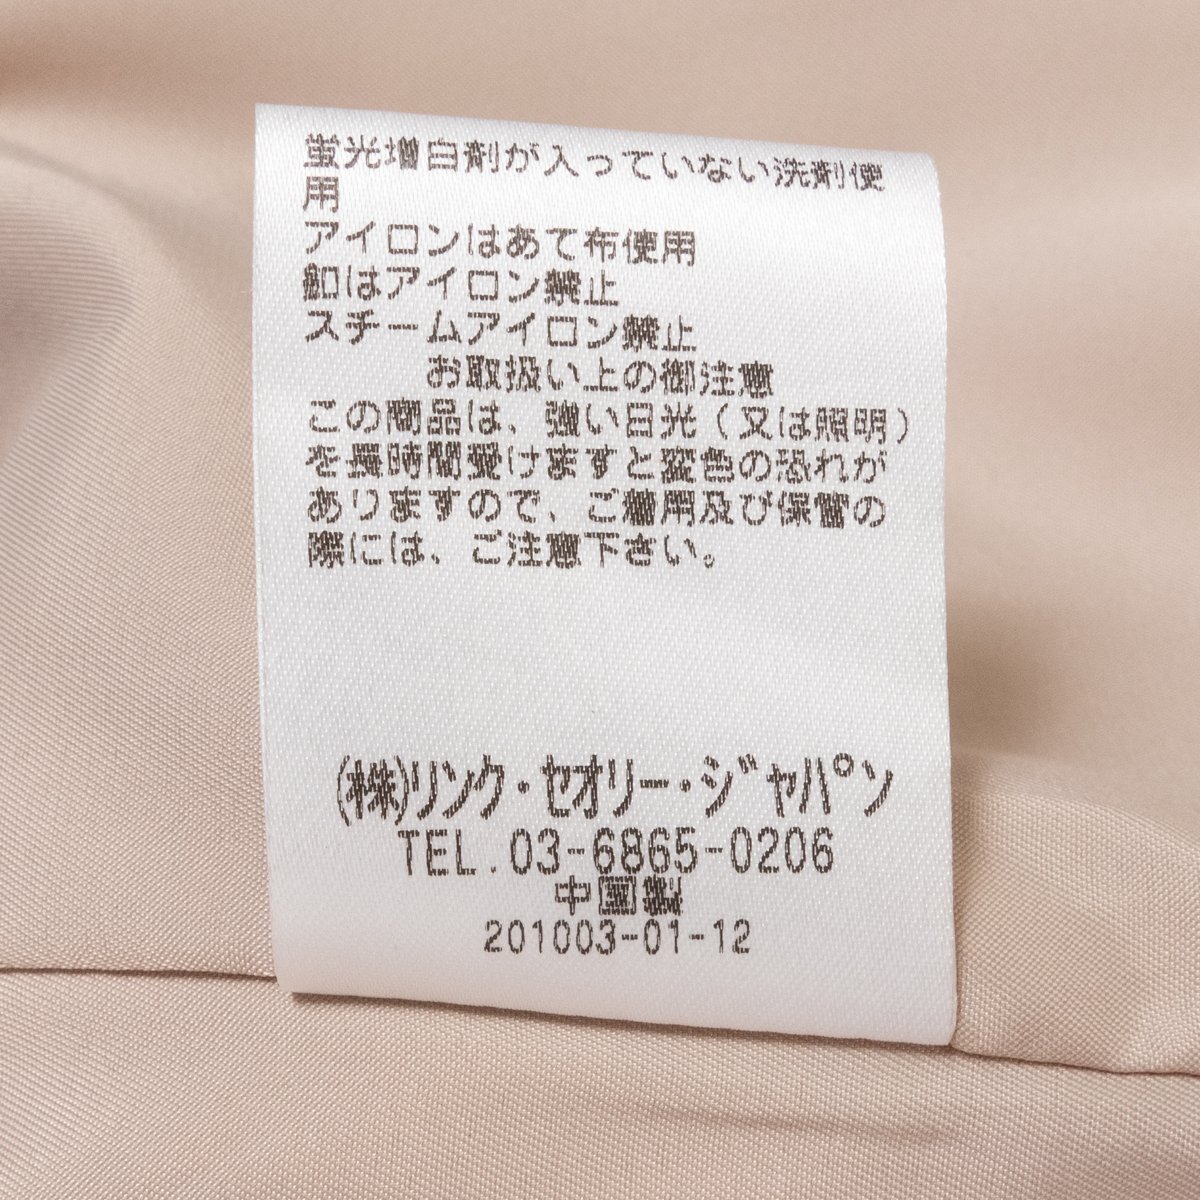 蛍光増白剤が入っていない洗剤使
用
アイロンはあて布使用
釦はアイロン禁止
スチームアイロン禁止
お取扱い上の御注意
この商品は、強い日光（又は照明）
を長時間受けますと変色の恐れが
ありますので、ご着用及び保管の
際には、ご注意下さい。
(株)リンク・セオリー・ジャパン
TEL.03-6865-0206
中国製
201003-01-12